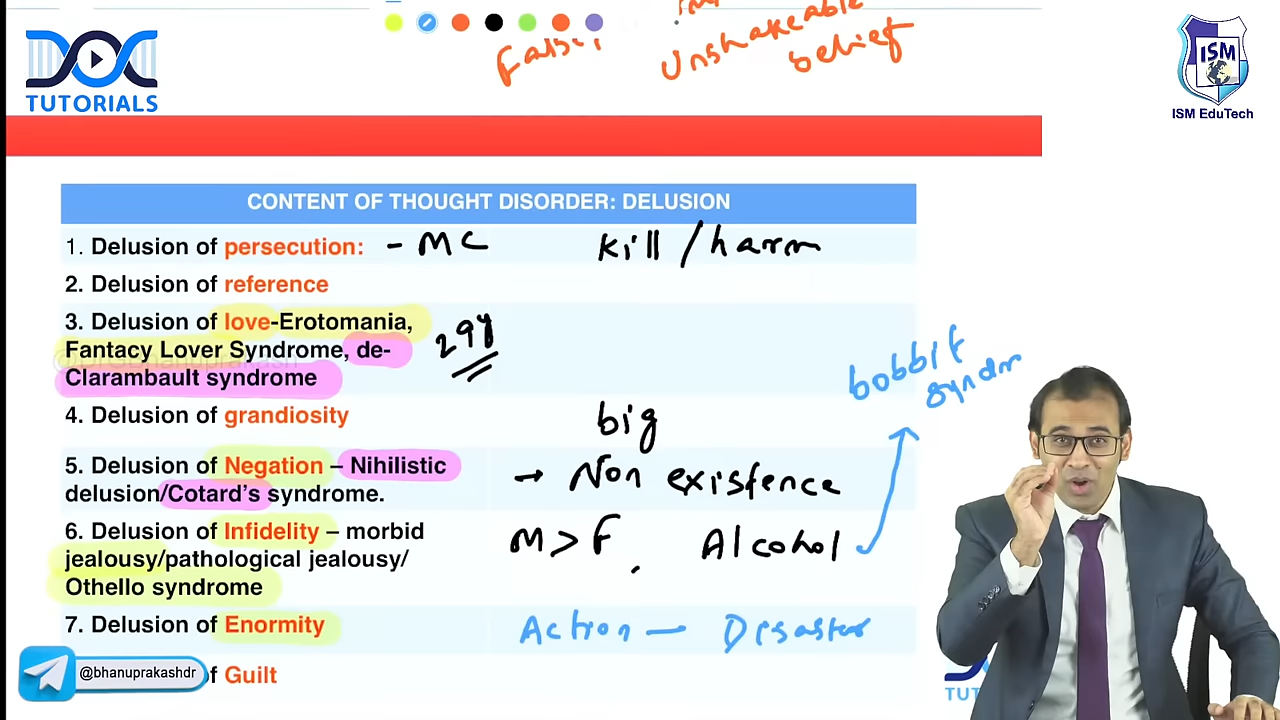 False,
unshakeable
belief
DOC
TUTORIALS
ISM
ISM EduTech
CONTENT OF THOUGHT DISORDER: DELUSION
1. Delusion of persecution: - MC kill / harm
2. Delusion of reference
3. Delusion of love-Erotomania,
Fantacy Lover Syndrome, de-
Clarambault syndrome
4. Delusion of grandiosity big
5. Delusion of Negation – Nihilistic
delusion/Cotard's syndrome. → Non existence
6. Delusion of Infidelity – morbid
jealousy/pathological jealousy/
Othello syndrome
M > F Alcohol
bobbit
syndm
7. Delusion of Enormity Action — Disaster
of Guilt
@bhanuprakashdr
TUT